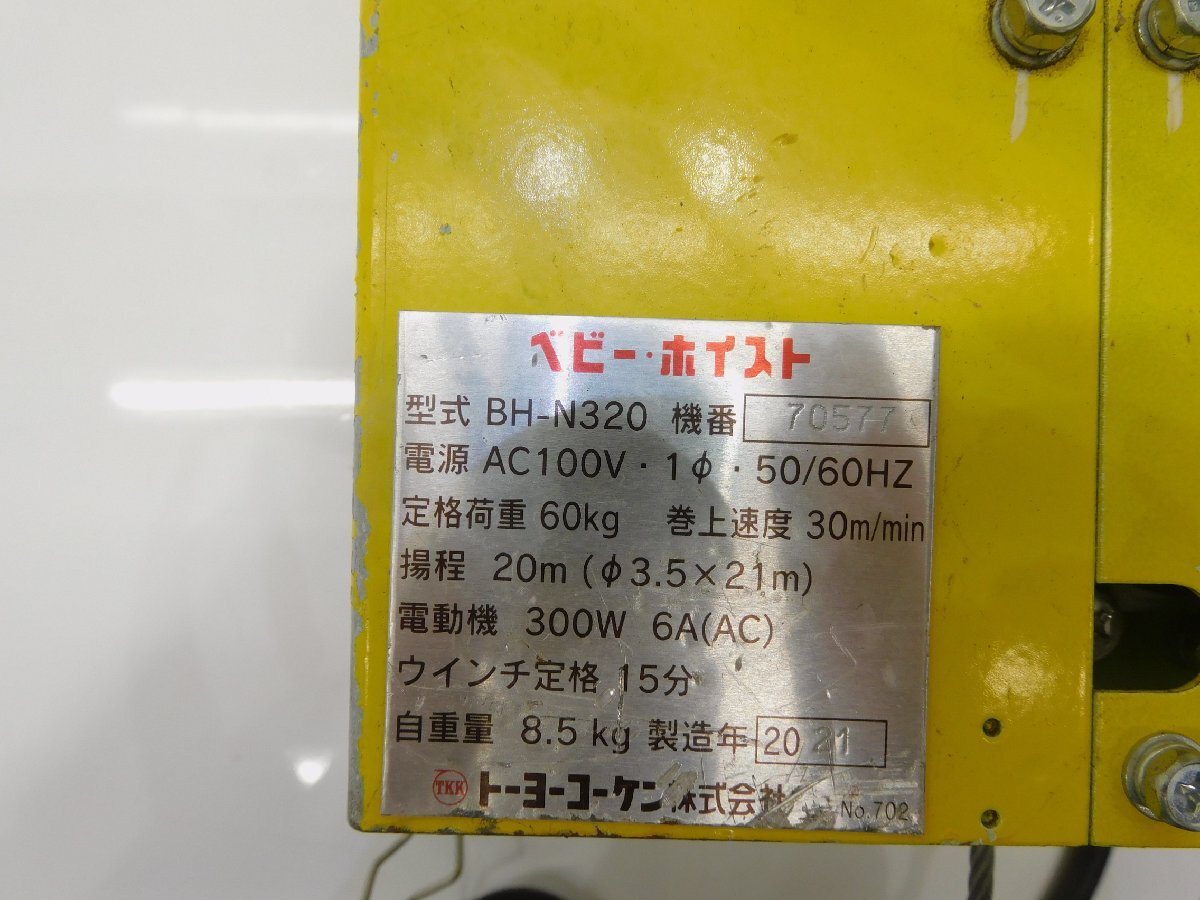 ベビー・ホイスト
型式 BH-N320 機番 70577
電源 AC100V・1φ・50/60HZ
定格荷重 60kg 巻上速度 30m/min
揚程 20m (φ3.5×21m)
電動機 300W 6A(AC)
ウインチ定格 15分
自重量 8.5kg 製造年 2021
TKK トーヨーコーケン株式会社 No.702